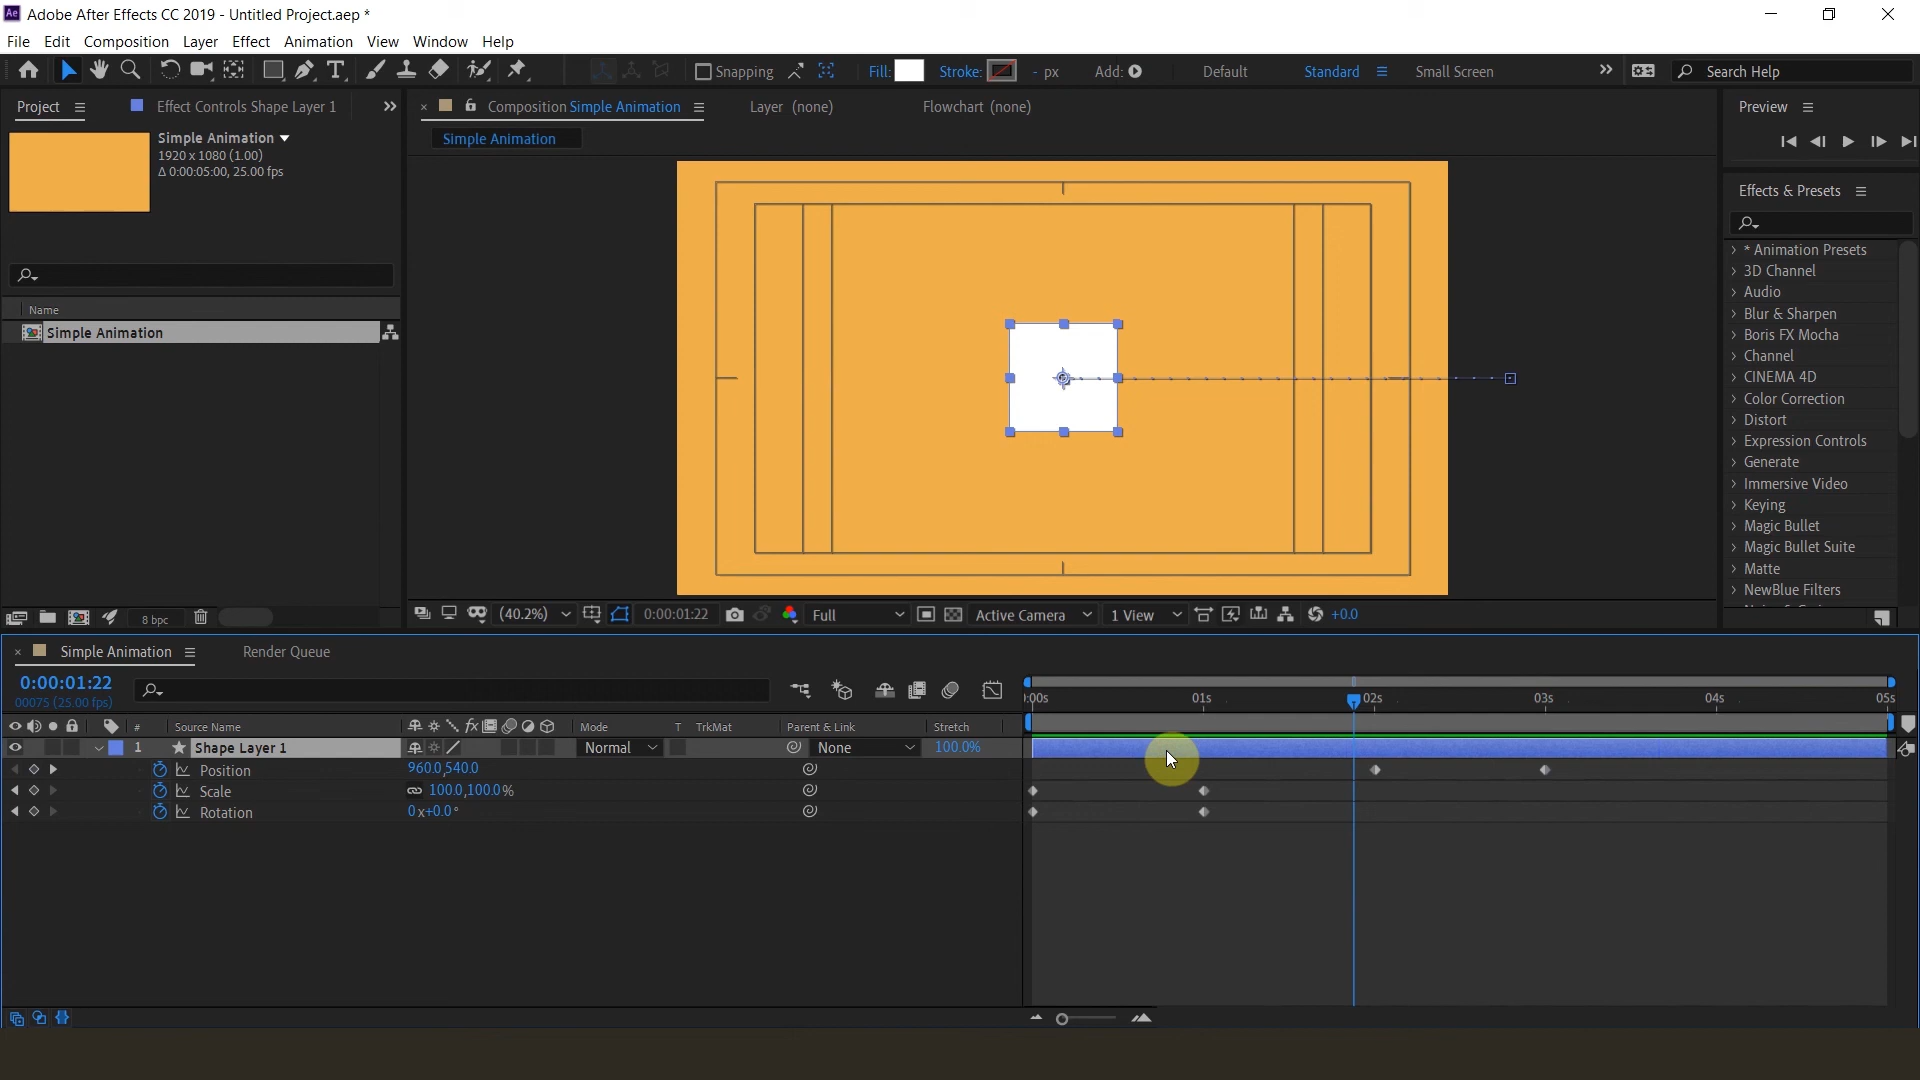 Ae Adobe After Effects CC 2019 - Untitled Project.aep *
File Edit Composition Layer Effect Animation View Window Help
Snapping Fill: Stroke: - px Add: Default Standard Small Screen Search Help
Project Effect Controls Shape Layer 1
Composition Simple Animation Layer (none) Flowchart (none)
Simple Animation
Simple Animation
1920 x 1080 (1.00)
Δ 0:00:05:00, 25.00 fps
Name
Simple Animation
8 bpc
(40.2%) 0:00:01:22 Full Active Camera 1 View +0.0
Preview
Effects & Presets
* Animation Presets
3D Channel
Audio
Blur & Sharpen
Boris FX Mocha
Channel
CINEMA 4D
Color Correction
Distort
Expression Controls
Generate
Immersive Video
Keying
Magic Bullet
Magic Bullet Suite
Matte
NewBlue Filters
Simple Animation Render Queue
0:00:01:22
00075 (25.00 fps)
):00s 01s 02s 03s 04s 05s
# Source Name fx Mode T TrkMat Parent & Link Stretch
1 Shape Layer 1 Normal None 100.0%
Position 960.0,540.0
Scale 100.0,100.0%
Rotation 0x+0.0°